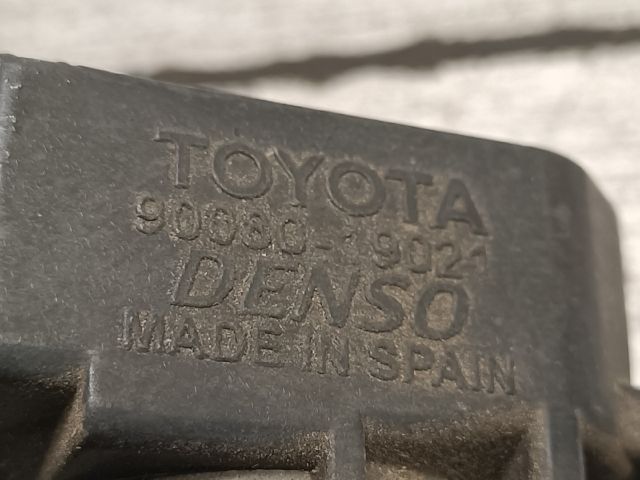 TOYOTA
90080-19021
DENSO
MADE IN SPAIN